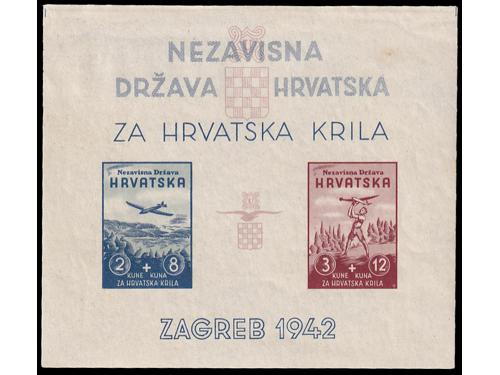 NEZAVISNA
DRŽAVA HRVATSKA
ZA HRVATSKA KRILA
Nezavisna Država
HRVATSKA
2 + 8
KUNE KUNA
ZA HRVATSKA KRILA
Nezavisna Država
HRVATSKA
3 + 12
KUNE KUNA
ZA HRVATSKA KRILA
ZAGREB 1942